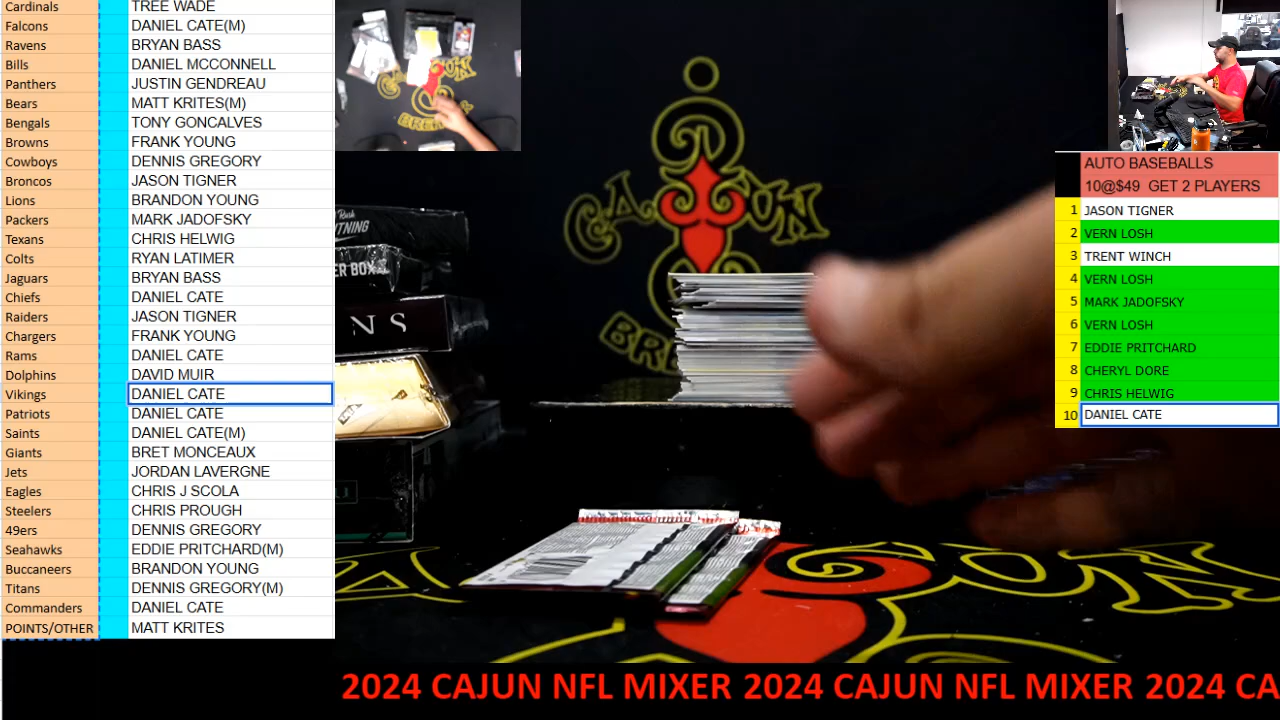 Cardinals TREE WADE
Falcons DANIEL CATE(M)
Ravens BRYAN BASS
Bills DANIEL MCCONNELL
Panthers JUSTIN GENDREAU
Bears MATT KRITES(M)
Bengals TONY GONCALVES
Browns FRANK YOUNG
Cowboys DENNIS GREGORY
Broncos JASON TIGNER
Lions BRANDON YOUNG
Packers MARK JADOFSKY
Texans CHRIS HELWIG
Colts RYAN LATIMER
Jaguars BRYAN BASS
Chiefs DANIEL CATE
Raiders JASON TIGNER
Chargers FRANK YOUNG
Rams DANIEL CATE
Dolphins DAVID MUIR
Vikings DANIEL CATE
Patriots DANIEL CATE
Saints DANIEL CATE(M)
Giants BRET MONCEAUX
Jets JORDAN LAVERGNE
Eagles CHRIS J SCOLA
Steelers CHRIS PROUGH
49ers DENNIS GREGORY
Seahawks EDDIE PRITCHARD(M)
Buccaneers BRANDON YOUNG
Titans DENNIS GREGORY(M)
Commanders DANIEL CATE
POINTS/OTHER MATT KRITES
CAJUN
BRE
AUTO BASEBALLS
10@$49 GET 2 PLAYERS
1 JASON TIGNER
2 VERN LOSH
3 TRENT WINCH
4 VERN LOSH
5 MARK JADOFSKY
6 VERN LOSH
7 EDDIE PRITCHARD
8 CHERYL DORE
9 CHRIS HELWIG
10 DANIEL CATE
2024 CAJUN NFL MIXER 2024 CAJUN NFL MIXER 2024 CA